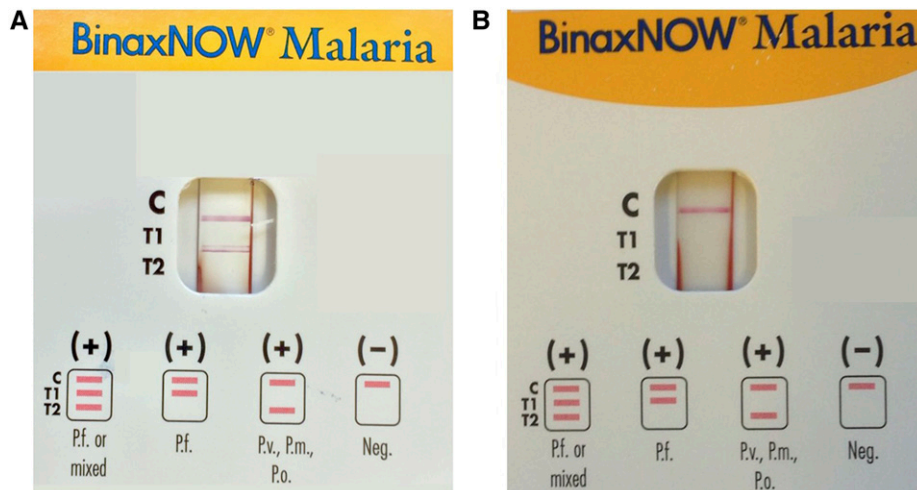 A
BinaxNOW® Malaria
C
T1
T2
(+) (+) (+) (-)
C
T1
T2
P.f. or mixed
P.f.
P.v., P.m., P.o.
Neg.
B
BinaxNOW® Malaria
C
T1
T2
(+) (+) (+) (-)
C
T1
T2
P.f. or mixed
P.f.
P.v., P.m., P.o.
Neg.